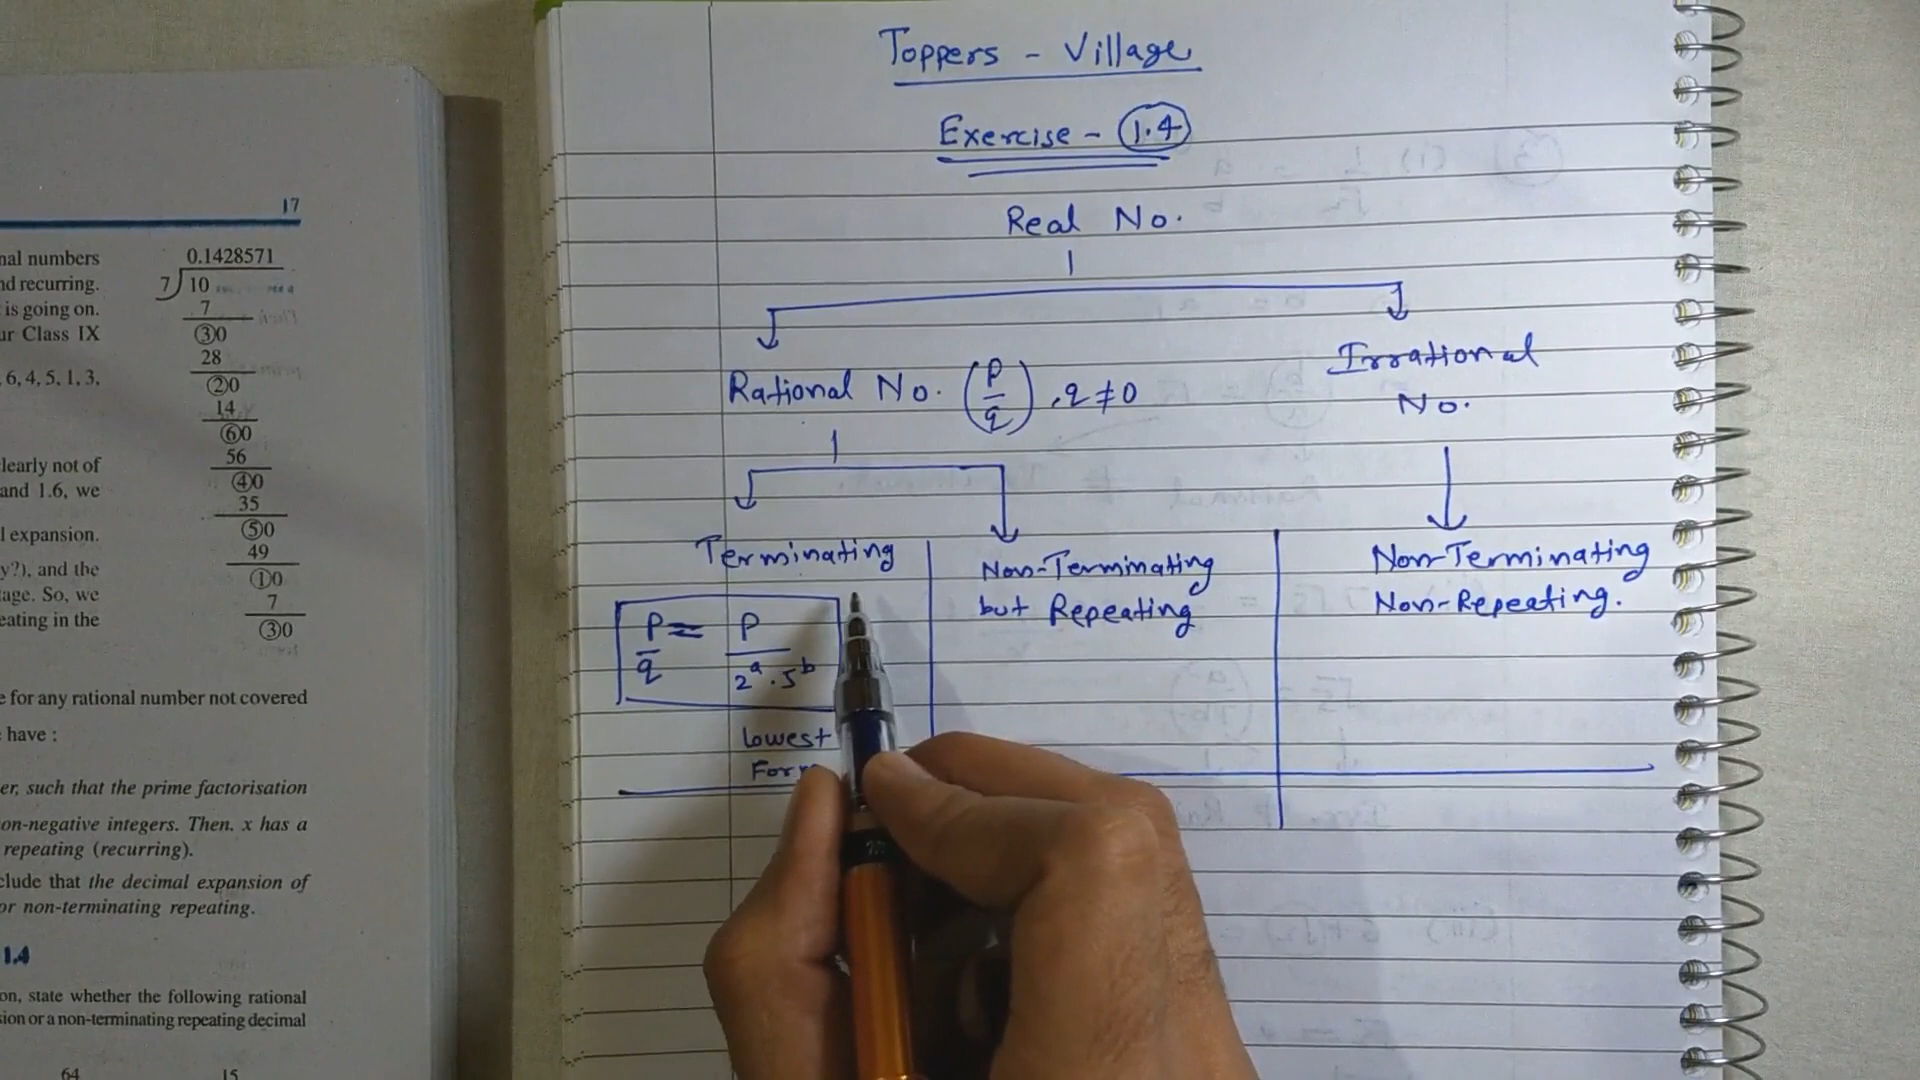 17
nal numbers
nd recurring.
is going on.
ur Class IX
6, 4, 5, 1, 3,
learly not of
and 1.6, we
l expansion.
y?), and the
tage. So, we
eating in the
0.1428571
7 10
7
30
28
20
14
60
56
40
35
50
49
10
7
30
e for any rational number not covered
have :
er, such that the prime factorisation
on-negative integers. Then. x has a
repeating (recurring).
clude that the decimal expansion of
or non-terminating repeating.
1.4
on, state whether the following rational
sion or a non-terminating repeating decimal
64 15
Toppers - Village
Exercise - 1.4
Real No.
Rational No. (p/q), q ≠ 0
Irrational
No.
Terminating
Non-Terminating
but Repeating
Non-Terminating
Non-Repeating.
P/q = P/2^a . 5^b
lowest
Form